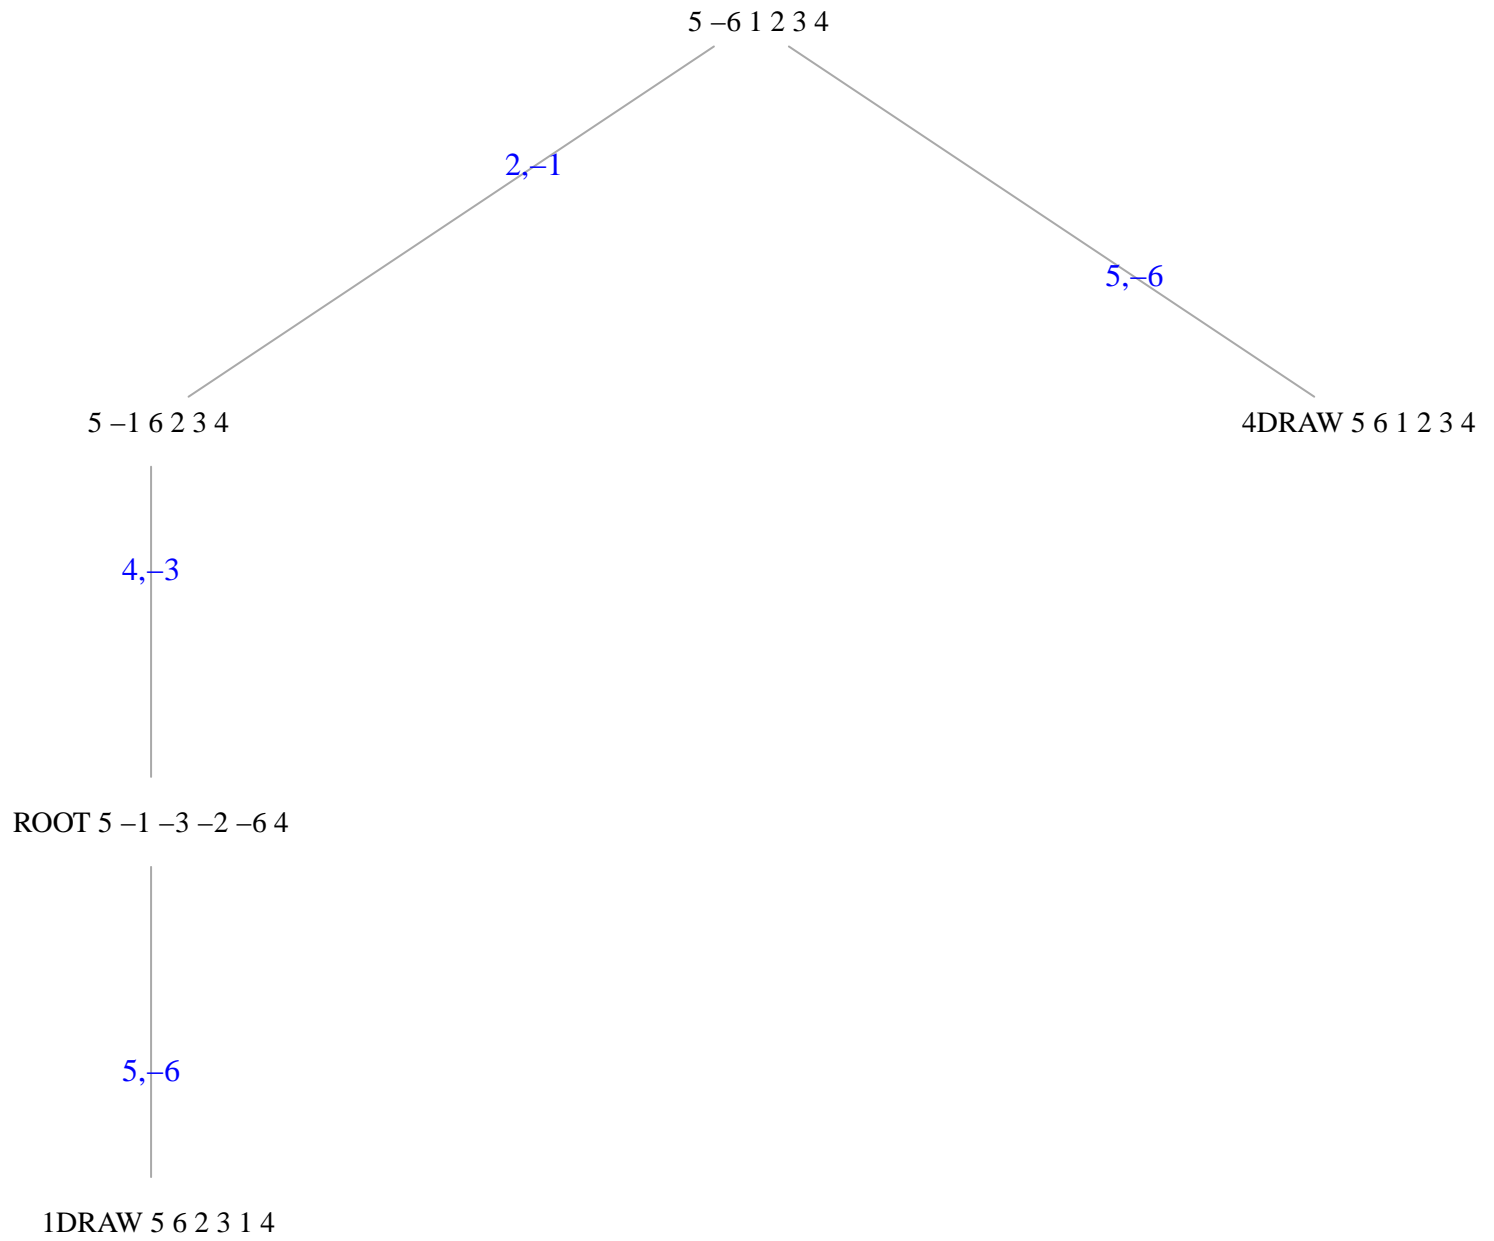 5 –6 1 2 3 4
2,–1
5,–6
5 –1 6 2 3 4
4DRAW 5 6 1 2 3 4
4,–3
ROOT 5 –1 –3 –2 –6 4
5,–6
1DRAW 5 6 2 3 1 4